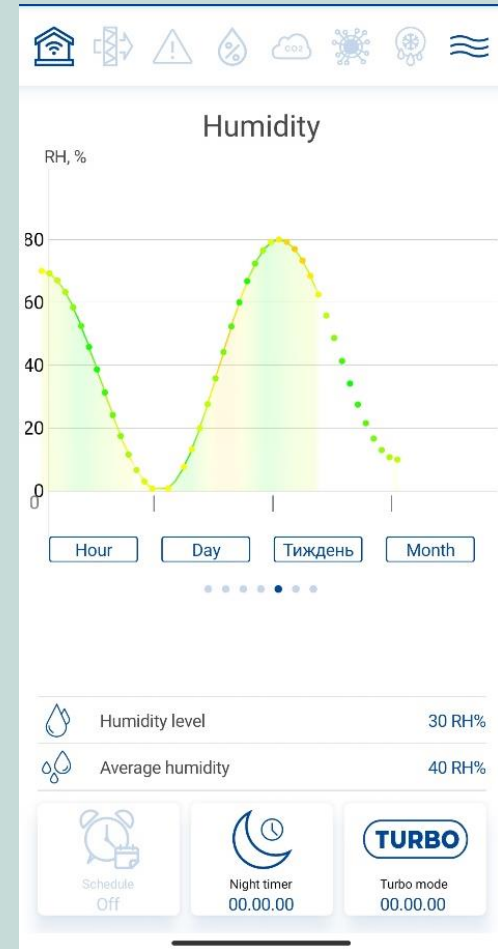 CO2
Humidity
RH, %
80
60
40
20
0
0
Hour Day Тиждень Month
Humidity level 30 RH%
Average humidity 40 RH%
TURBO
Schedule Night timer Turbo mode
Off 00.00.00 00.00.00